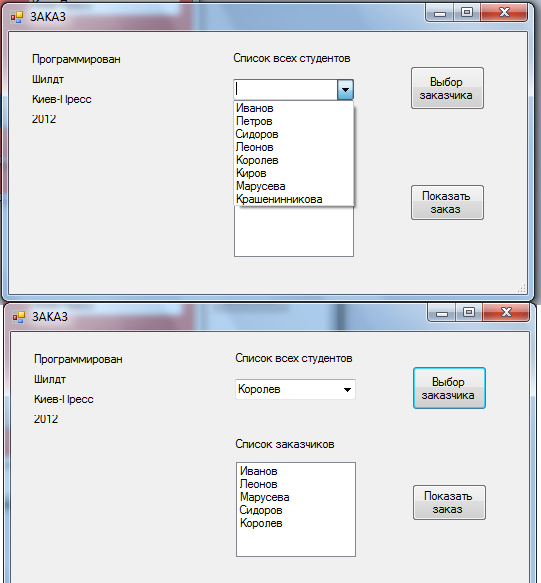 ЗАКАЗ
Программирован
Шилдт
Киев-Пресс
2012
Список всех студентов
Иванов
Петров
Сидоров
Леонов
Королев
Киров
Марусева
Крашенинникова
Выбор
заказчика
Показать
заказ
ЗАКАЗ
Программирован
Шилдт
Киев-Пресс
2012
Список всех студентов
Королев
Список заказчиков
Иванов
Леонов
Марусева
Сидоров
Королев
Выбор
заказчика
Показать
заказ